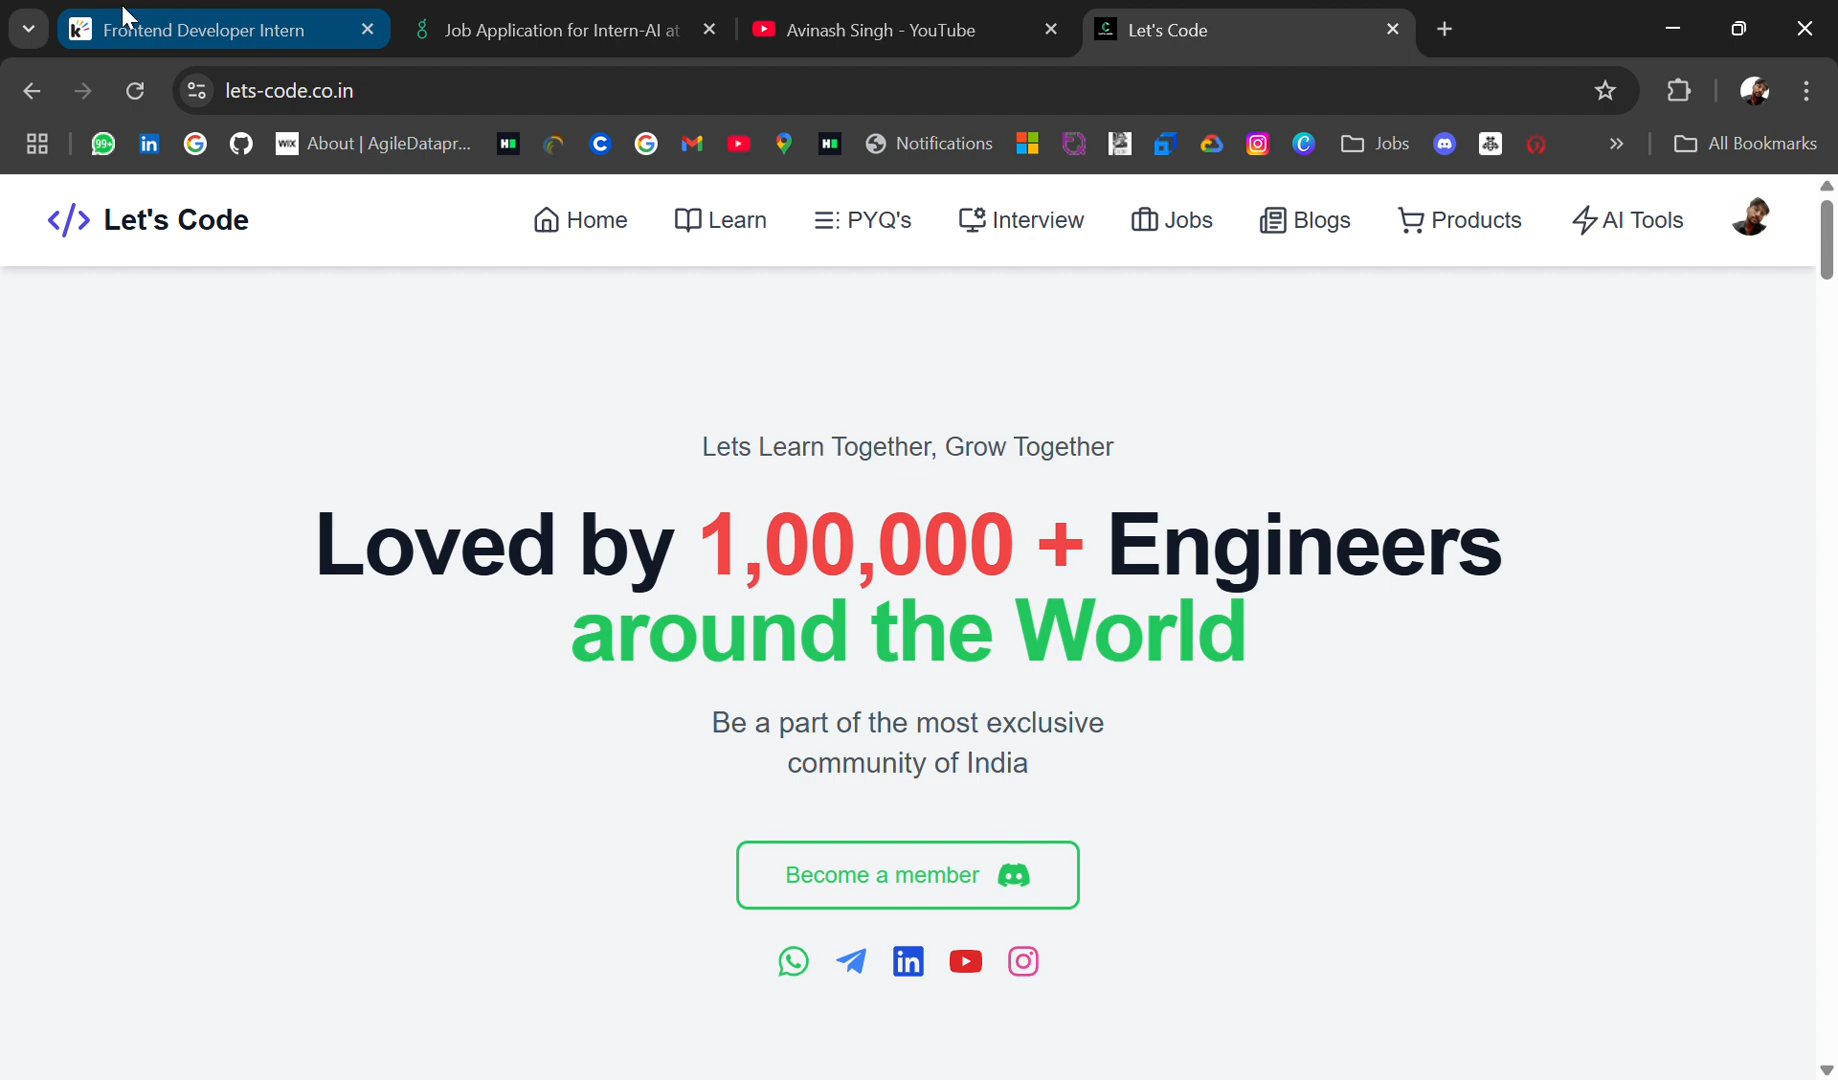 Frontend Developer Intern
Job Application for Intern-AI at
Avinash Singh - YouTube
Let's Code
lets-code.co.in
99+
WIX
About | AgileDatapr...
Notifications
Jobs
All Bookmarks
</> Let's Code
Home
Learn
PYQ's
Interview
Jobs
Blogs
Products
AI Tools
Lets Learn Together, Grow Together
Loved by 1,00,000 + Engineers
around the World
Be a part of the most exclusive
community of India
Become a member